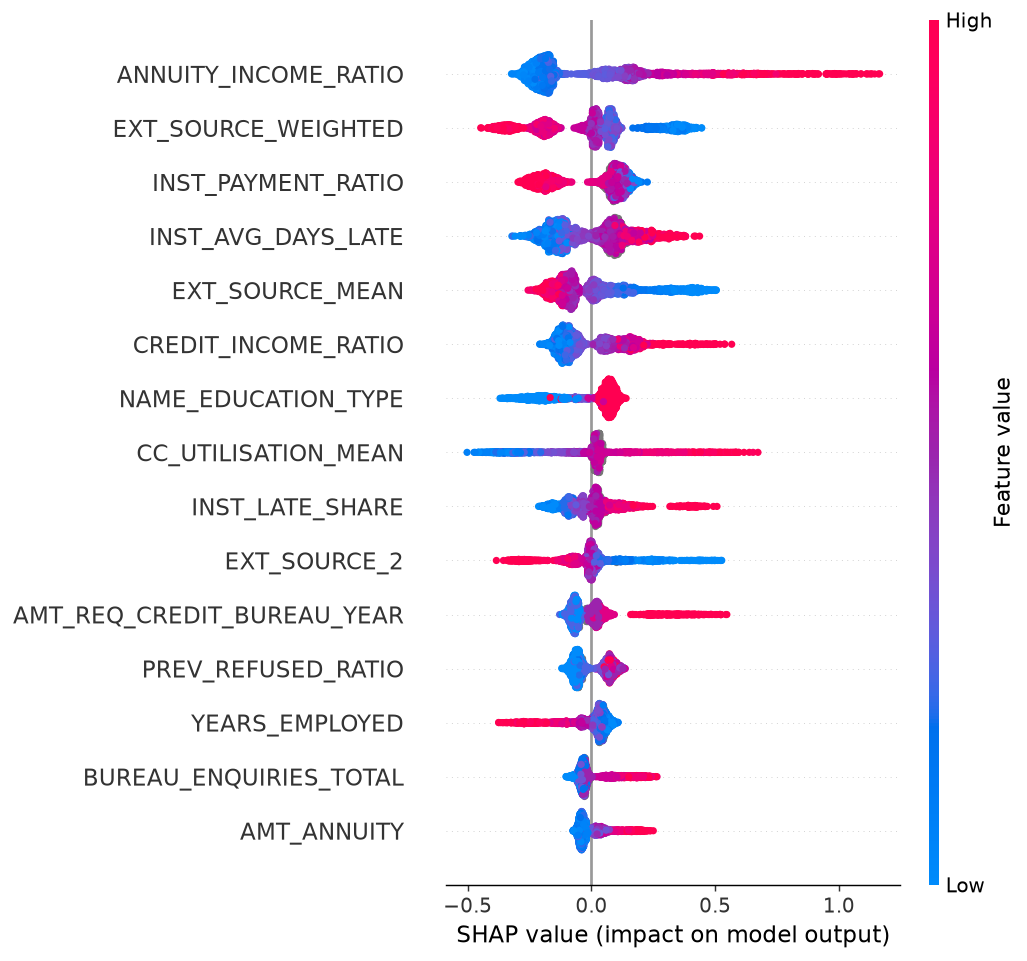 High
ANNUITY_INCOME_RATIO
EXT_SOURCE_WEIGHTED
INST_PAYMENT_RATIO
INST_AVG_DAYS_LATE
EXT_SOURCE_MEAN
CREDIT_INCOME_RATIO
NAME_EDUCATION_TYPE
CC_UTILISATION_MEAN
INST_LATE_SHARE
EXT_SOURCE_2
AMT_REQ_CREDIT_BUREAU_YEAR
PREV_REFUSED_RATIO
YEARS_EMPLOYED
BUREAU_ENQUIRIES_TOTAL
AMT_ANNUITY
Feature value
Low
−0.5 0.0 0.5 1.0
SHAP value (impact on model output)